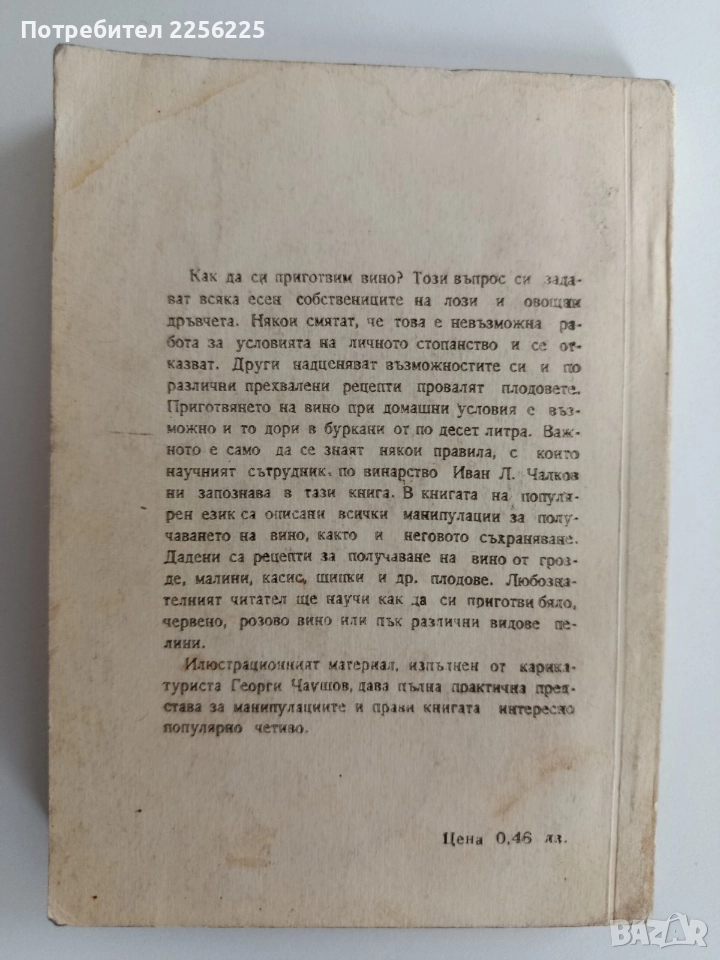 Потребител 2256225
Как да си приготвим вино? Този въпрос си зада-
ват всяка есен собствениците на лози и овощни
дръвчета. Някои смятат, че това е невъзможна ра-
бота за условията на личното стопанство и се от-
казват. Други надценяват възможностите си и по
различни прехвалени рецепти провалят плодовете.
Приготвянето на вино при домашни условия е въз-
можно и то дори в буркани от по десет литра. Важ-
ното е само да се знаят някои правила, с които
научният сътрудник по винарство Иван Л. Чалков
ни запознава в тази книга. В книгата на популя-
рен език са описани всички манипулации за полу-
чаването на вино, както и неговото съхраняване.
Дадени са рецепти за получаване на вино от гроз-
де, малини, касис, шипки и др. плодове. Любозна-
телният читател ще научи как да си приготви бяло,
червено, розово вино или пък различни видове пе-
лини.
Илюстрационният материал, изпълнен от карика-
туриста Георги Чаушов, дава пълна практична пред-
става за манипулациите и прави книгата интересно
популярно четиво.
Цена 0,46 лв.
BAZAR